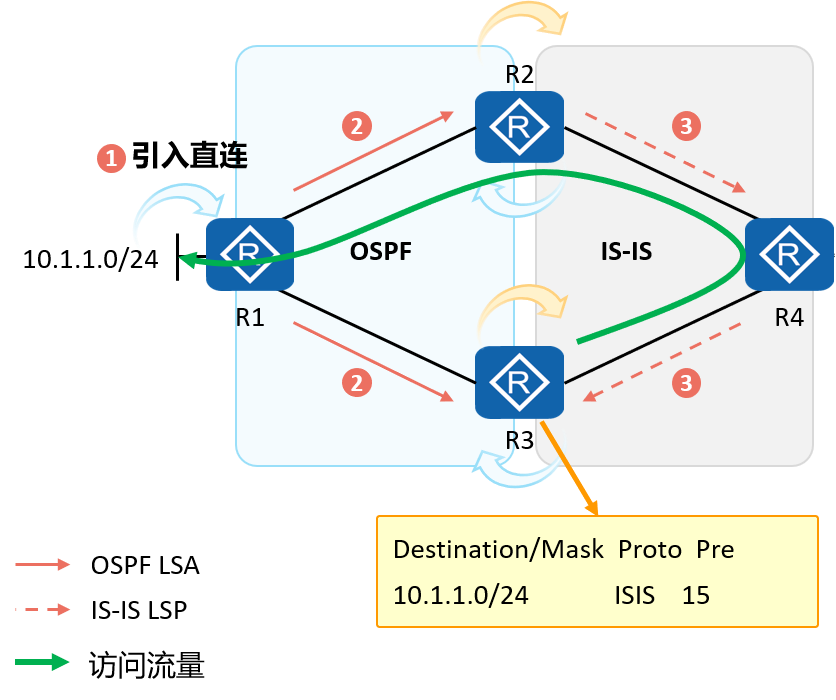 R2
2
3
1 引入直连
R
10.1.1.0/24
R
OSPF
IS-IS
R
R1
R4
2
R
3
R3
Destination/Mask Proto Pre
10.1.1.0/24 ISIS 15
OSPF LSA
IS-IS LSP
访问流量